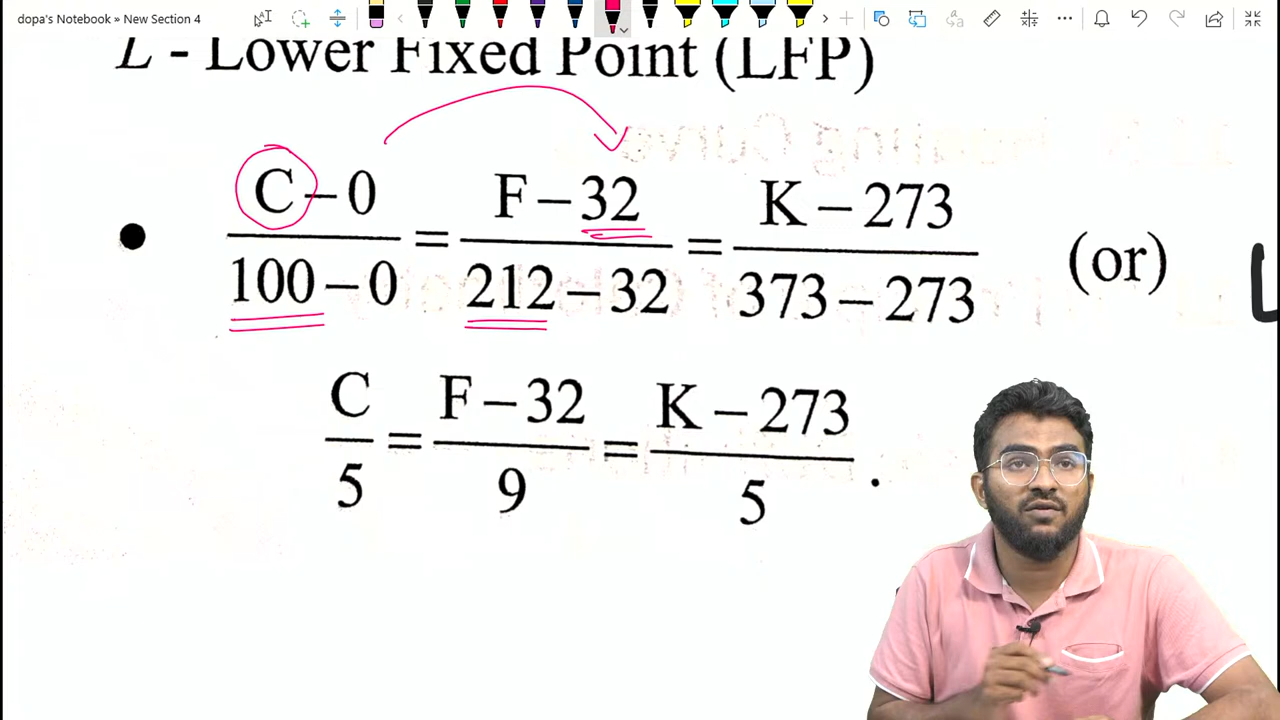 dopa's Notebook » New Section 4
L - Lower Fixed Point (LFP)
• C – 0 / 100 – 0 = F – 32 / 212 – 32 = K – 273 / 373 – 273 (or)
C / 5 = F – 32 / 9 = K – 273 / 5 .